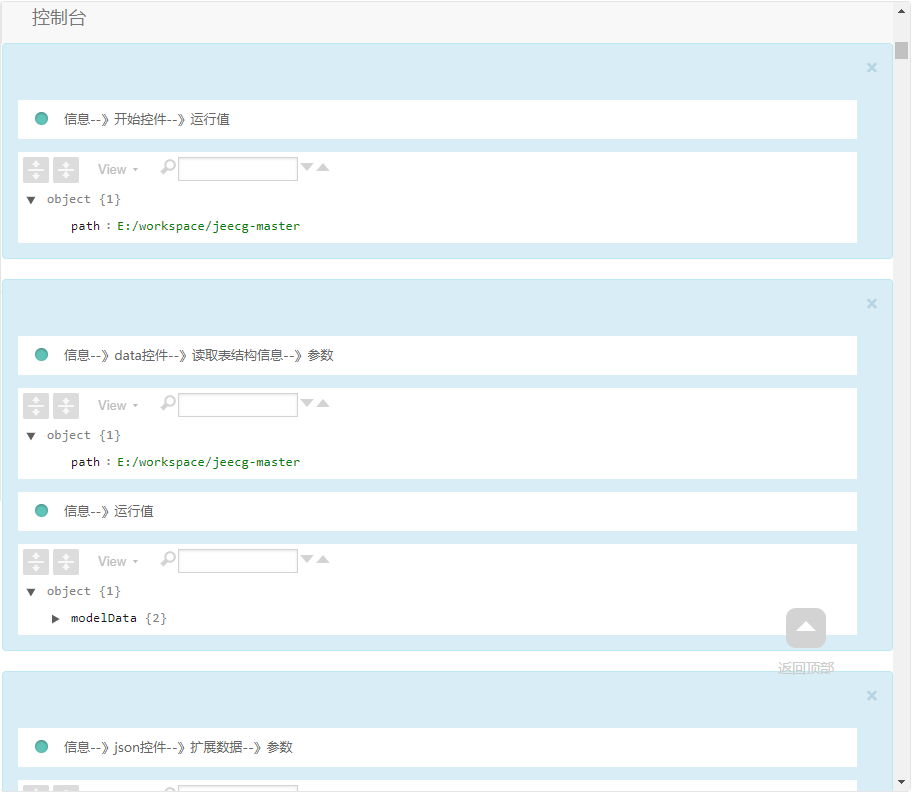 控制台
×
信息--》开始控件--》运行值
View
object {1}
path : E:/workspace/jeecg-master
×
信息--》data控件--》读取表结构信息--》参数
View
object {1}
path : E:/workspace/jeecg-master
信息--》运行值
View
object {1}
modelData {2}
返回顶部
×
信息--》json控件--》扩展数据--》参数